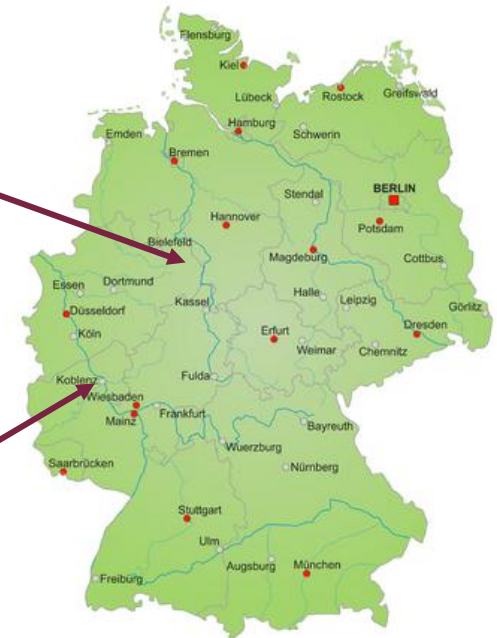 Flensburg
Kiel
Rostock
Greifswald
Lübeck
Hamburg
Schwerin
Emden
Bremen
Stendal
BERLIN
Hannover
Potsdam
Bielefeld
Magdeburg
Cottbus
Essen
Dortmund
Halle
Leipzig
Görlitz
Düsseldorf
Kassel
Dresden
Köln
Erfurt
Weimar
Chemnitz
Koblenz
Fulda
Wiesbaden
Mainz
Frankfurt
Bayreuth
Wuerzburg
Saarbrücken
Nürnberg
Stuttgart
Ulm
Augsburg
München
Freiburg